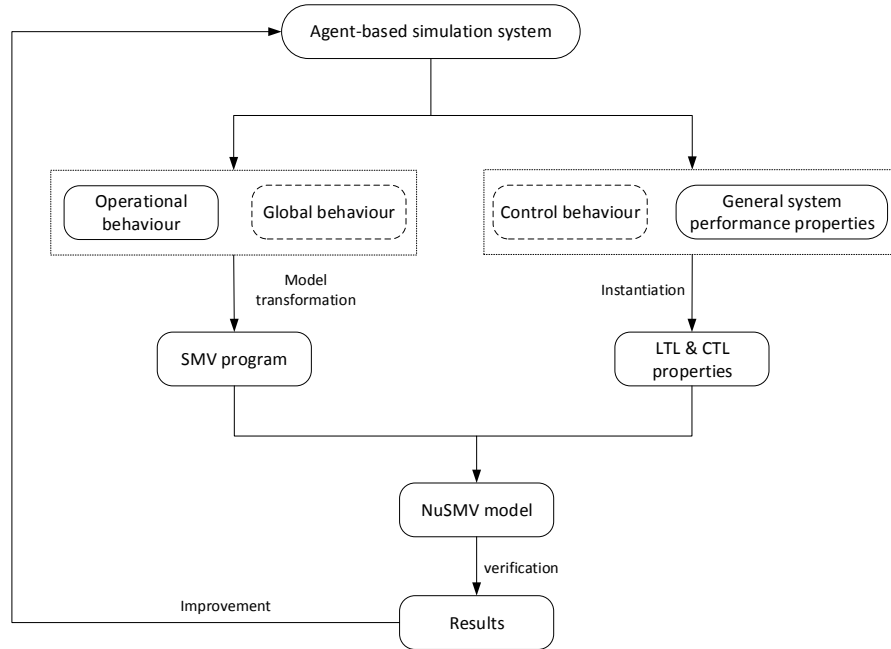 Agent-based simulation system
Operational
behaviour
Global behaviour
Control behaviour
General system
performance properties
Model
transformation
Instantiation
SMV program
LTL & CTL
properties
NuSMV model
verification
Improvement
Results